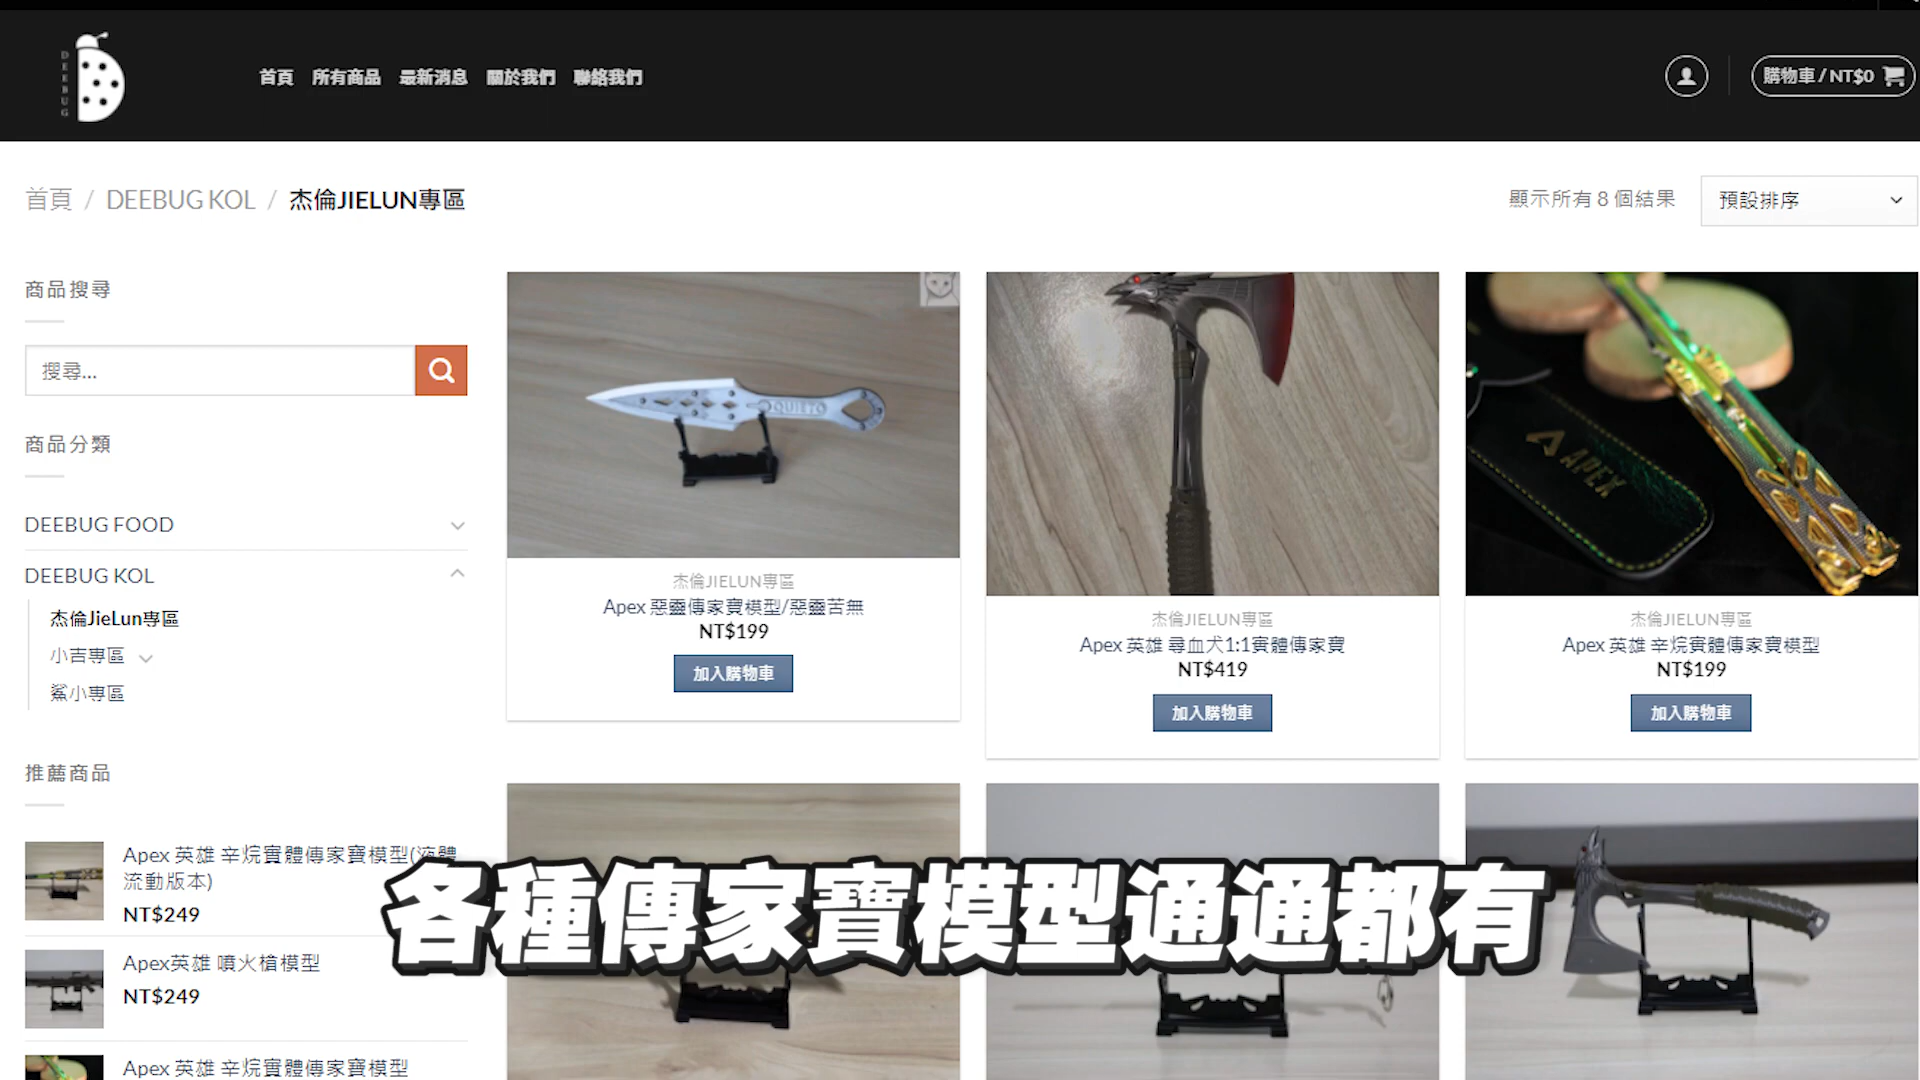 DEEBUG
首頁 所有商品 最新消息 關於我們 聯絡我們
購物車 / NT$0
首頁 / DEEBUG KOL / 杰倫JIELUN專區
顯示所有 8 個結果
預設排序
商品搜尋
搜尋...
商品分類
DEEBUG FOOD
DEEBUG KOL
杰倫JieLun專區
小吉專區
鯊小專區
推薦商品
Apex 英雄 辛烷實體傳家寶模型(液體
流動版本)
NT$249
Apex英雄 噴火槍模型
NT$249
Apex 英雄 辛烷實體傳家寶模型
QUIETO
杰倫JIELUN專區
Apex 惡靈傳家寶模型/惡靈苦無
NT$199
加入購物車
杰倫JIELUN專區
Apex 英雄 尋血犬1:1實體傳家寶
NT$419
加入購物車
APEX
杰倫JIELUN專區
Apex 英雄 辛烷實體傳家寶模型
NT$199
加入購物車
各種傳家寶模型通通都有